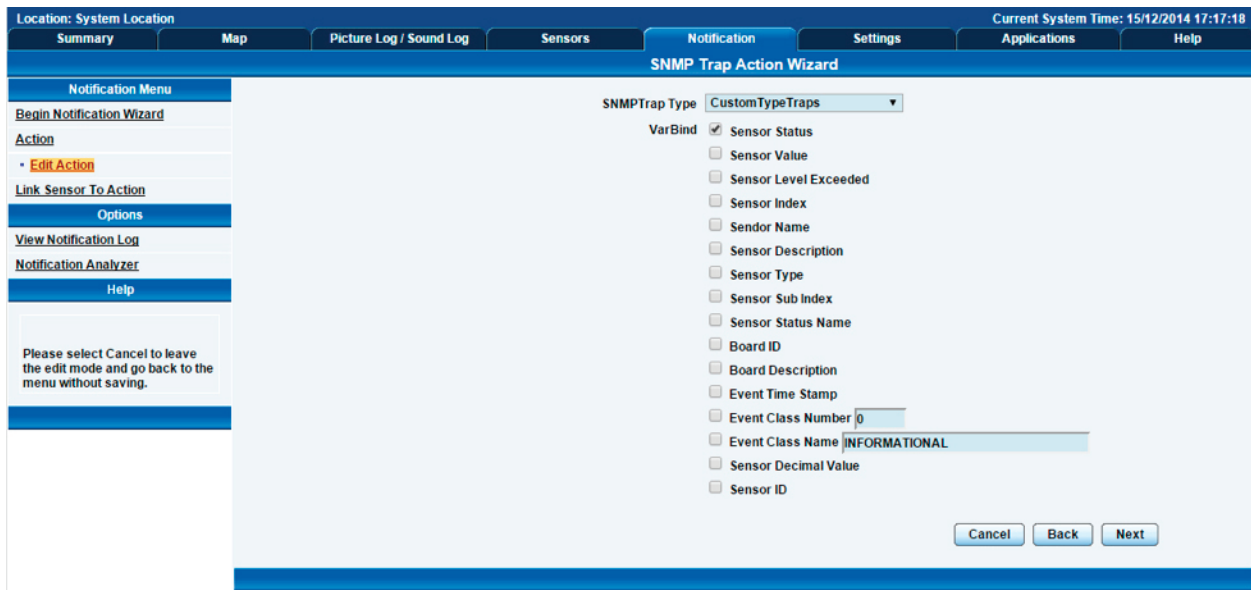 Location: System Location Current System Time: 15/12/2014 17:17:18
Summary Map Picture Log / Sound Log Sensors Notification Settings Applications Help
SNMP Trap Action Wizard
Notification Menu
Begin Notification Wizard
Action
Edit Action
Link Sensor To Action
Options
View Notification Log
Notification Analyzer
Help
Please select Cancel to leave
the edit mode and go back to the
menu without saving.
SNMPTrap Type CustomTypeTraps
VarBind Sensor Status
Sensor Value
Sensor Level Exceeded
Sensor Index
Sendor Name
Sensor Description
Sensor Type
Sensor Sub Index
Sensor Status Name
Board ID
Board Description
Event Time Stamp
Event Class Number 0
Event Class Name INFORMATIONAL
Sensor Decimal Value
Sensor ID
Cancel Back Next